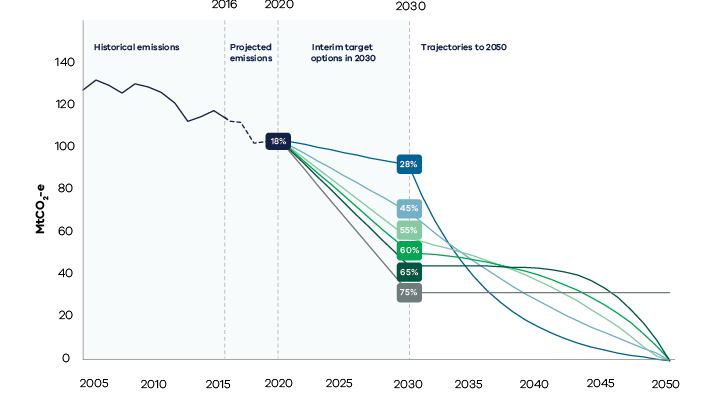 2016 2020 2030
Historical emissions
Projected
emissions
Interim target
options in 2030
Trajectories to 2050
MtCO2-e
140
120
100
80
60
40
20
0
18%
28%
45%
55%
60%
65%
75%
2005 2010 2015 2020 2025 2030 2035 2040 2045 2050